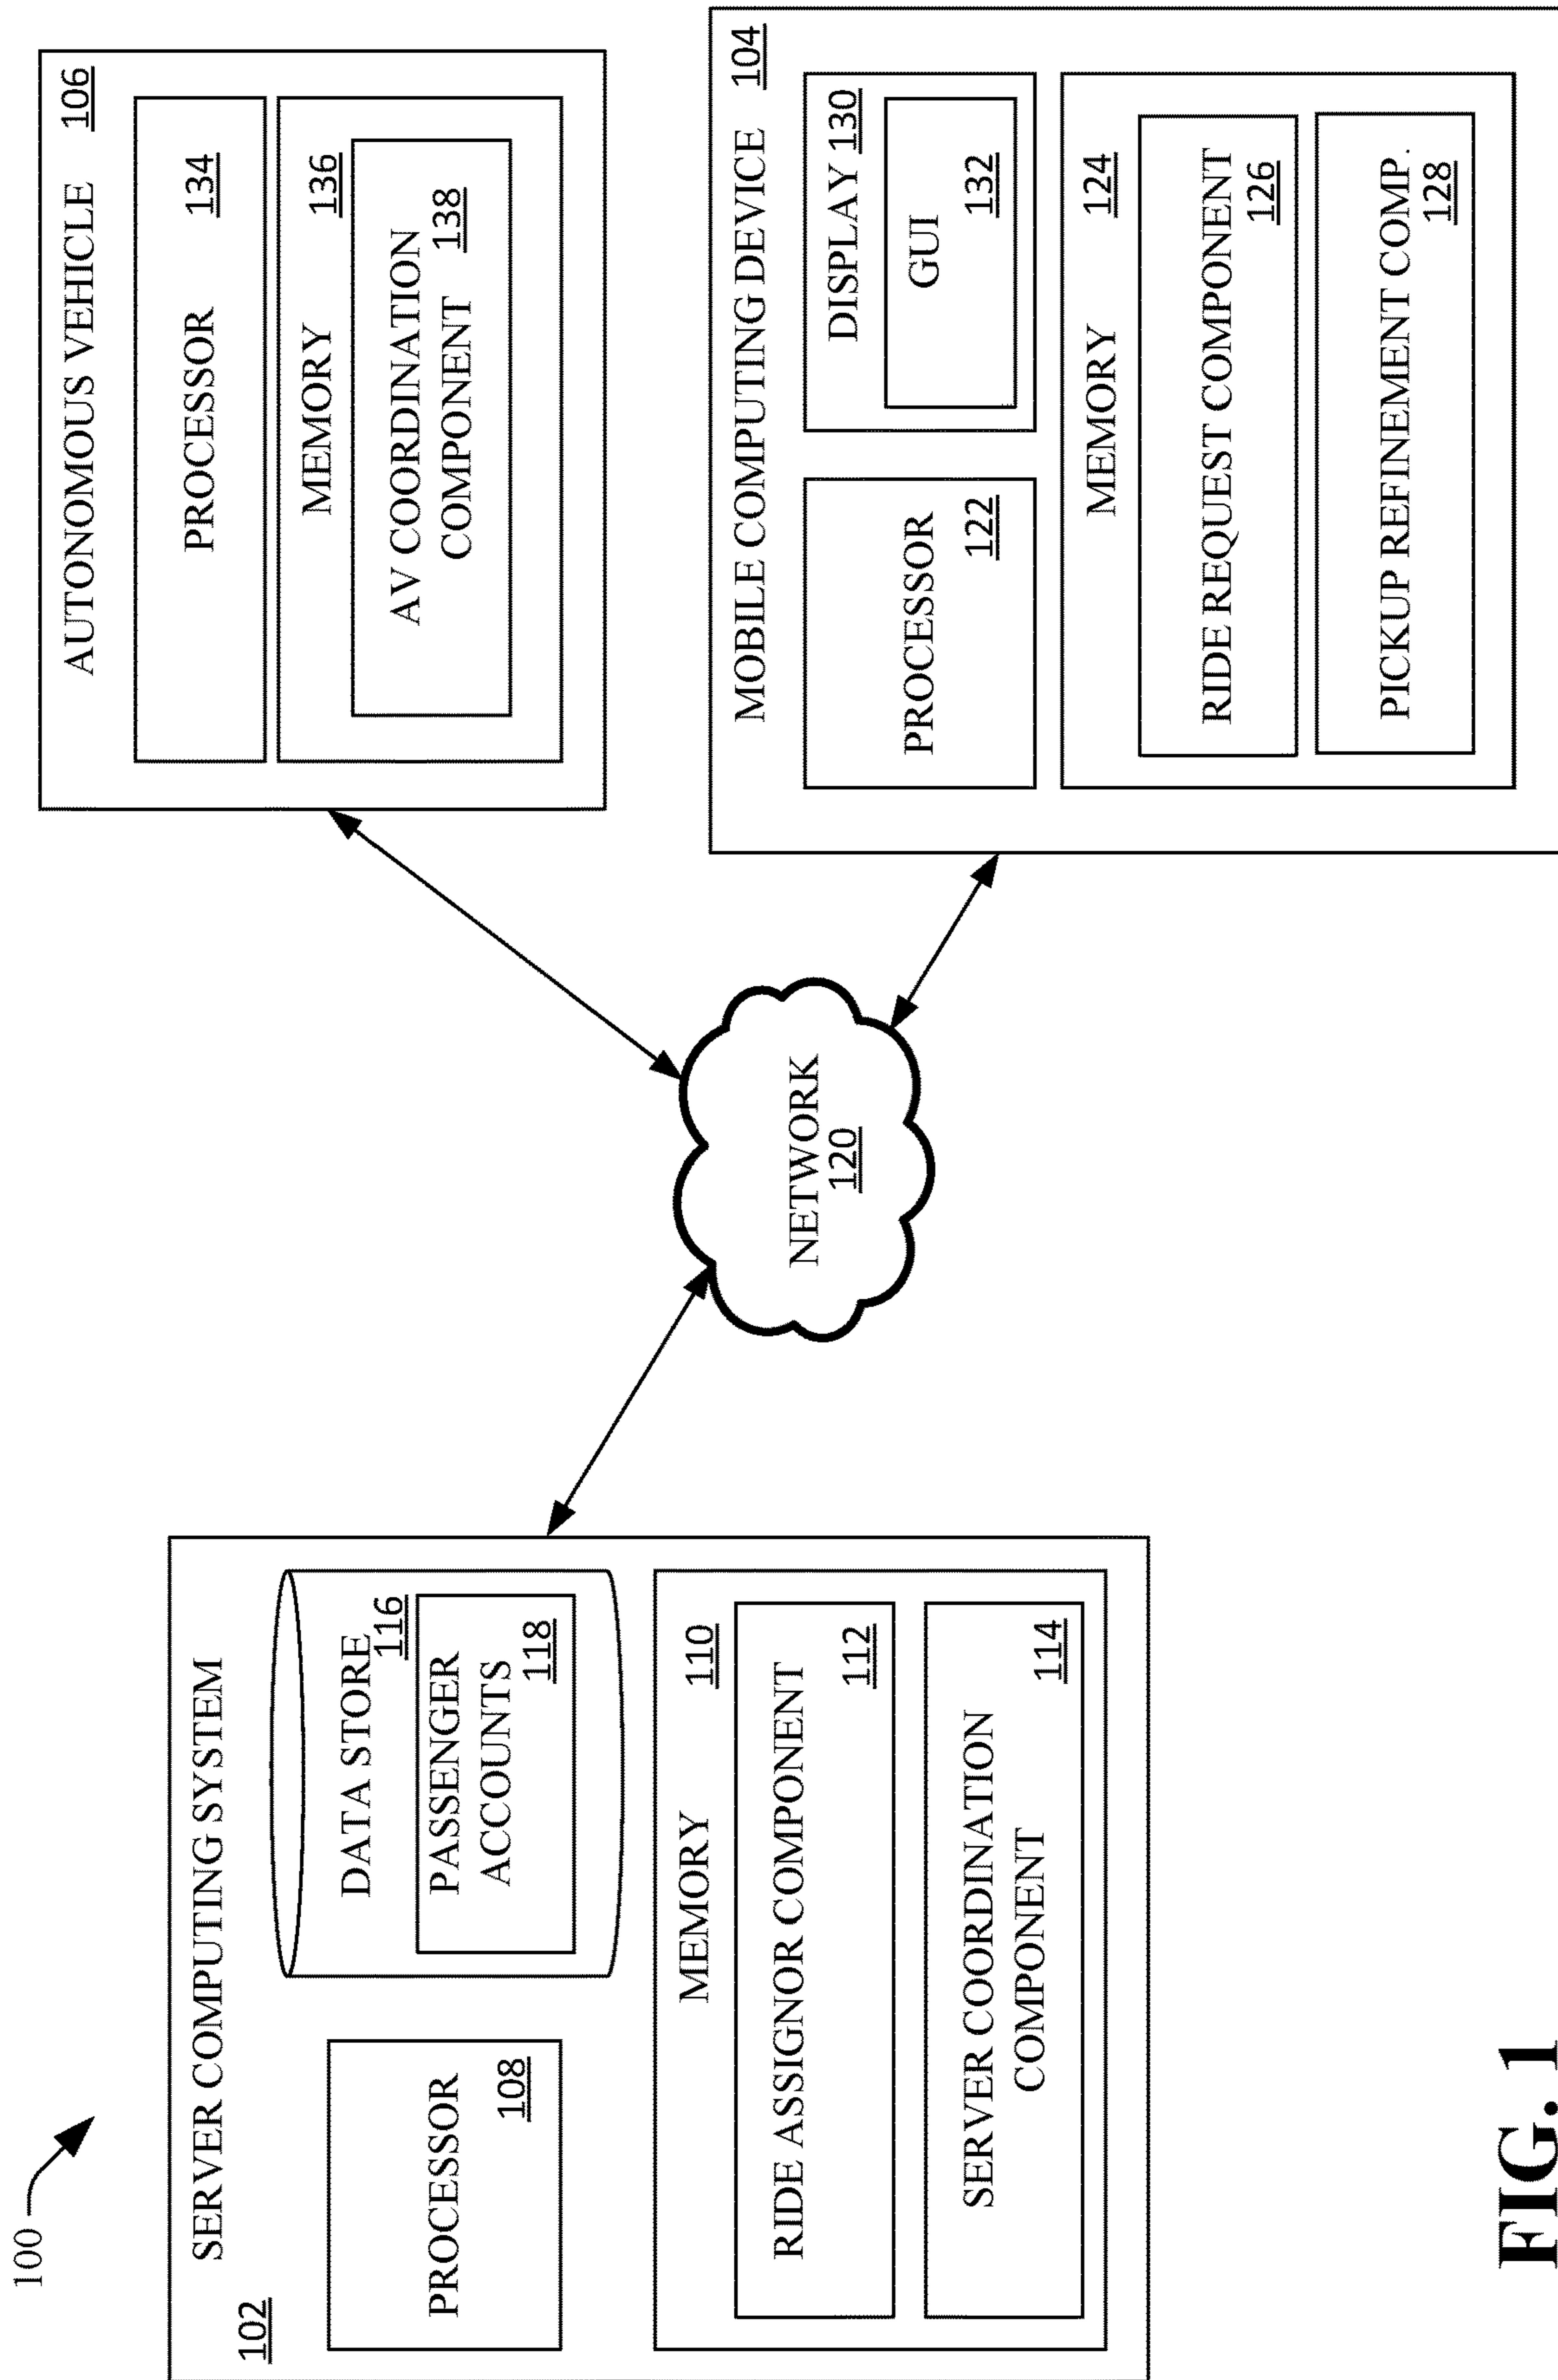 100
SERVER COMPUTING SYSTEM
102
PROCESSOR
108
DATA STORE
116
PASSENGER
ACCOUNTS
118
MEMORY
110
RIDE ASSIGNOR COMPONENT
112
SERVER COORDINATION
COMPONENT
114
NETWORK
120
AUTONOMOUS VEHICLE 106
PROCESSOR
134
MEMORY
136
AV COORDINATION
COMPONENT 138
MOBILE COMPUTING DEVICE 104
PROCESSOR
122
DISPLAY 130
GUI
132
MEMORY
124
RIDE REQUEST COMPONENT
126
PICKUP REFINEMENT COMP.
128
FIG. 1